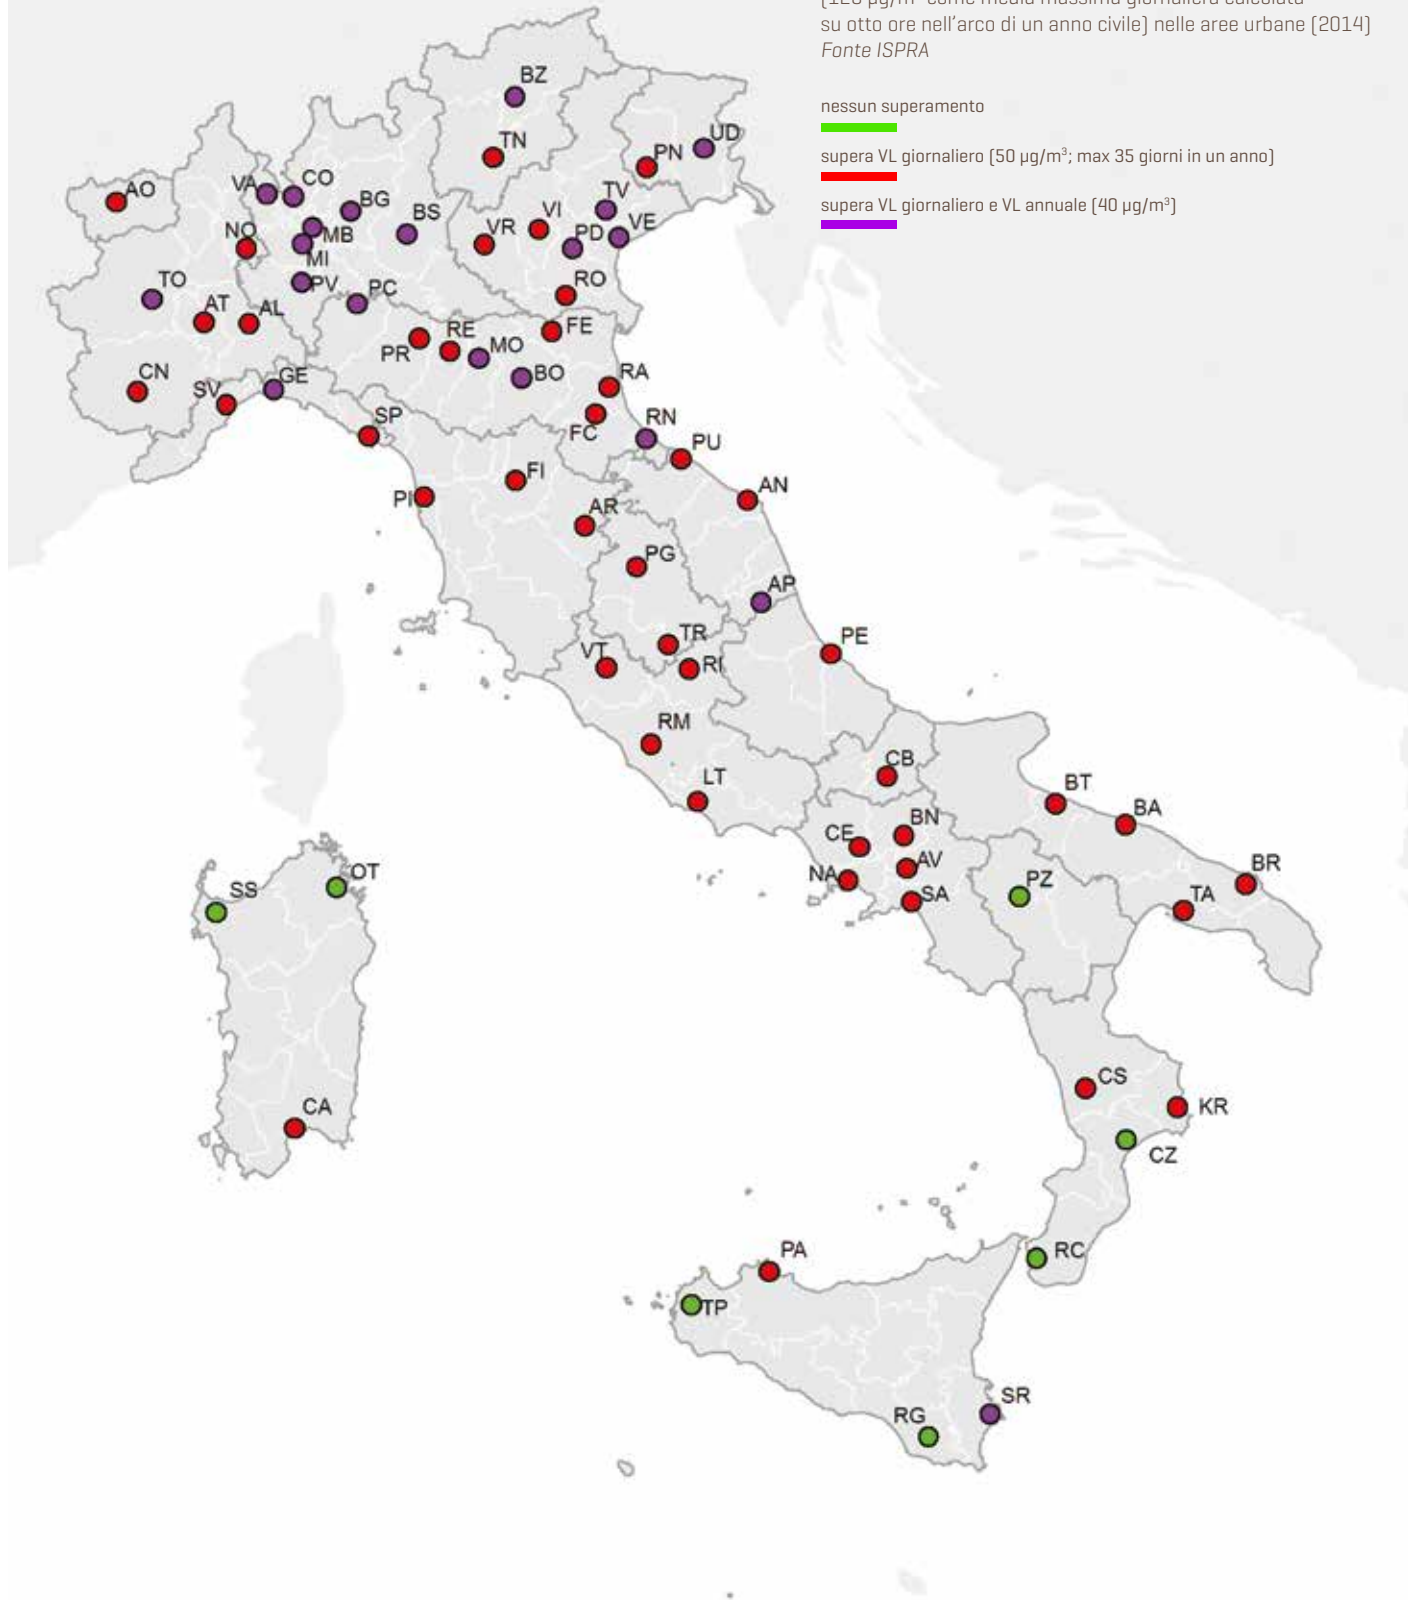 su otto ore nell'arco di un anno civile) nelle aree urbane (2014)
Fonte ISPRA
nessun superamento
supera VL giornaliero (50 µg/m³; max 35 giorni in un anno)
supera VL giornaliero e VL annuale (40 µg/m³)
BZ
TN
UD
PN
AO
VA
CO
BG
BS
TV
VE
VR
VI
PD
NO
MB
MI
TO
PV
PC
RO
AT
AL
PR
RE
MO
FE
BO
CN
SV
GE
RA
SP
FC
RN
PU
FI
PI
AN
AR
PG
AP
TR
PE
VT
RI
RM
CB
LT
BT
BA
CE
BN
AV
NA
SA
PZ
BR
TA
SS
OT
CA
CS
KR
CZ
RC
PA
TP
SR
RG